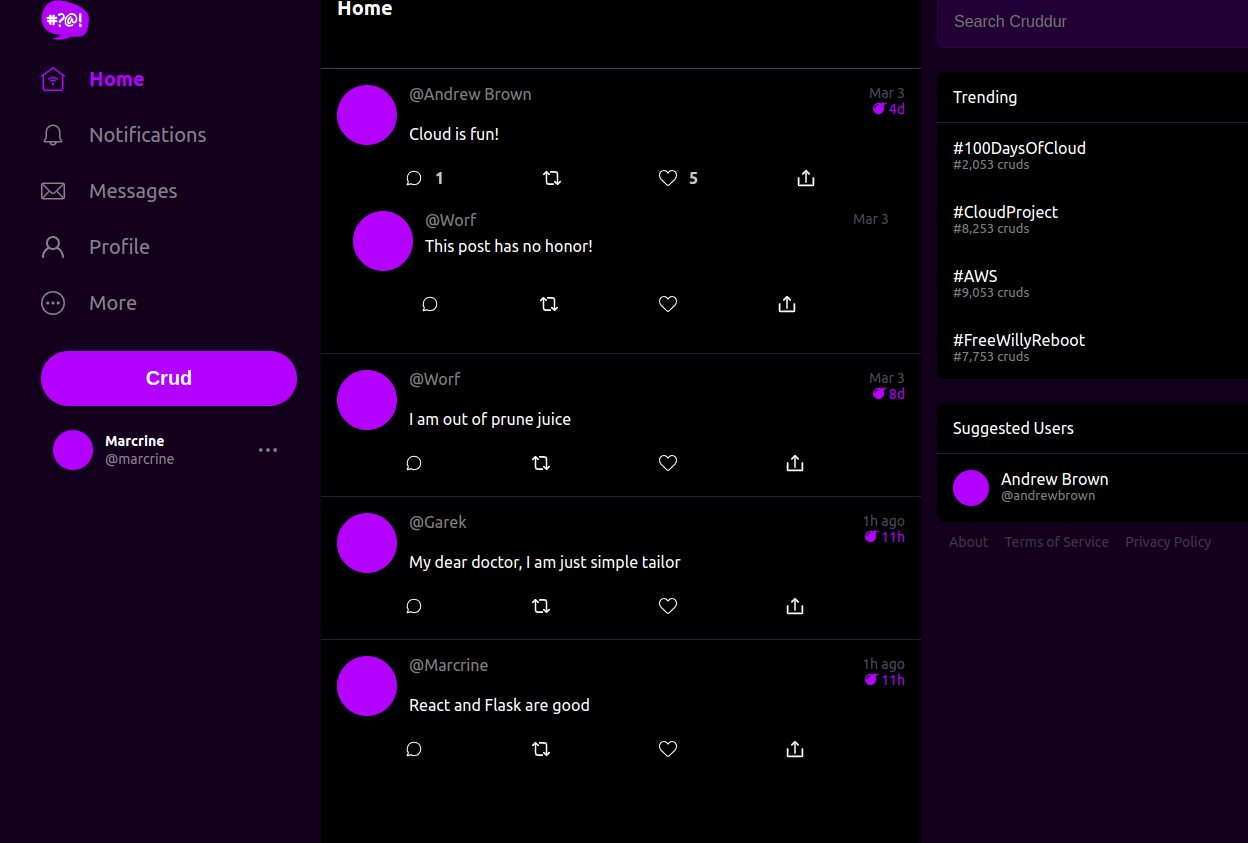 #?@!
Home
Notifications
Messages
Profile
More
Crud
Marcrine
@marcrine
Home
@Andrew Brown
Mar 3
4d
Cloud is fun!
1
5
@Worf
Mar 3
This post has no honor!
@Worf
Mar 3
8d
I am out of prune juice
@Garek
1h ago
11h
My dear doctor, I am just simple tailor
@Marcrine
1h ago
11h
React and Flask are good
Search Cruddur
Trending
#100DaysOfCloud
#2,053 cruds
#CloudProject
#8,253 cruds
#AWS
#9,053 cruds
#FreeWillyReboot
#7,753 cruds
Suggested Users
Andrew Brown
@andrewbrown
About Terms of Service Privacy Policy